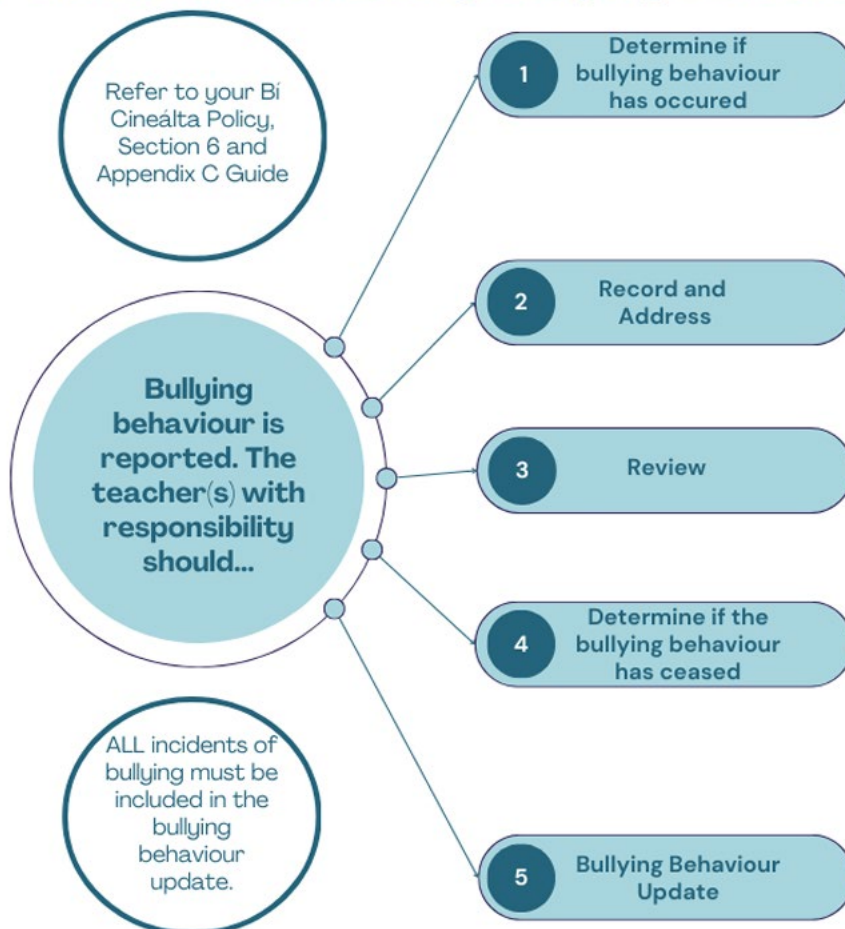 Refer to your Bí
Cineálta Policy,
Section 6 and
Appendix C Guide
Bullying
behaviour is
reported. The
teacher(s) with
responsibility
should...
ALL incidents of
bullying must be
included in the
bullying
behaviour
update.
1
Determine if
bullying behaviour
has occured
2
Record and
Address
3
Review
4
Determine if the
bullying behaviour
has ceased
5
Bullying Behaviour
Update